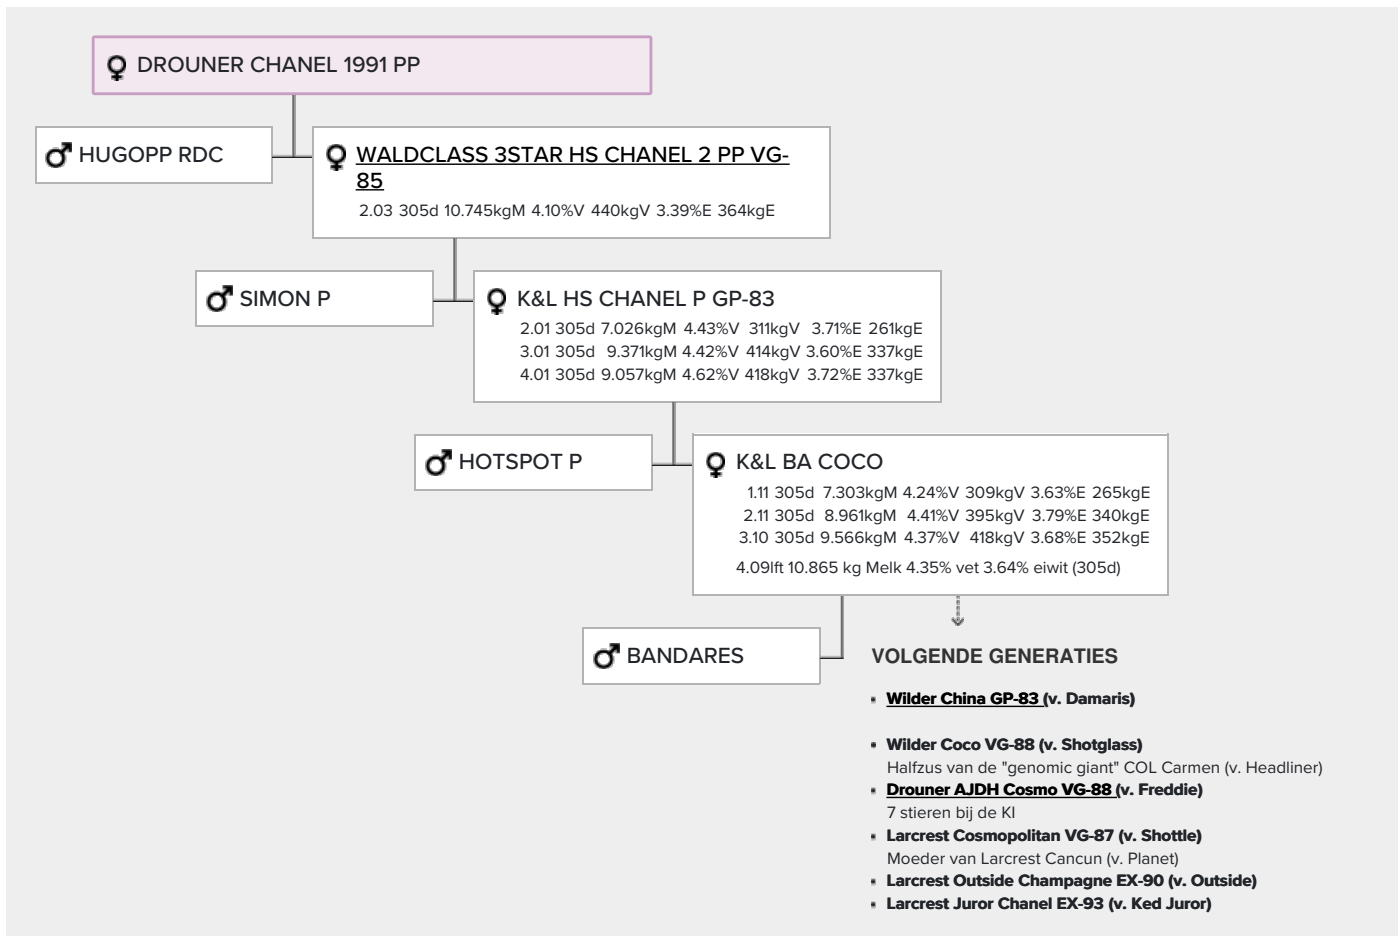 DROUNER CHANEL 1991 PP
HUGOPP RDC
WALDCLASS 3STAR HS CHANEL 2 PP VG-
85
2.03 305d 10.745kgM 4.10%V 440kgV 3.39%E 364kgE
SIMON P
K&L HS CHANEL P GP-83
2.01 305d 7.026kgM 4.43%V 311kgV 3.71%E 261kgE
3.01 305d 9.371kgM 4.42%V 414kgV 3.60%E 337kgE
4.01 305d 9.057kgM 4.62%V 418kgV 3.72%E 337kgE
HOTSPOT P
K&L BA COCO
1.11 305d 7.303kgM 4.24%V 309kgV 3.63%E 265kgE
2.11 305d 8.961kgM 4.41%V 395kgV 3.79%E 340kgE
3.10 305d 9.566kgM 4.37%V 418kgV 3.68%E 352kgE
4.09lft 10.865 kg Melk 4.35% vet 3.64% eiwit (305d)
BANDARES
VOLGENDE GENERATIES
Wilder China GP-83 (v. Damaris)
Wilder Coco VG-88 (v. Shotglass)
Halfzus van de "genomic giant" COL Carmen (v. Headliner)
Drouner AJDH Cosmo VG-88 (v. Freddie)
7 stieren bij de KI
Larcrest Cosmopolitan VG-87 (v. Shottle)
Moeder van Larcrest Cancun (v. Planet)
Larcrest Outside Champagne EX-90 (v. Outside)
Larcrest Juror Chanel EX-93 (v. Ked Juror)